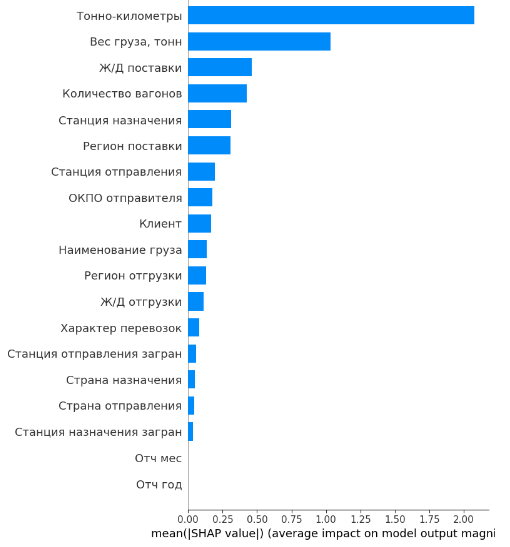 Тонно-километры
Вес груза, тонн
Ж/Д поставки
Количество вагонов
Станция назначения
Регион поставки
Станция отправления
ОКПО отправителя
Клиент
Наименование груза
Регион отгрузки
Ж/Д отгрузки
Характер перевозок
Станция отправления загран
Страна назначения
Страна отправления
Станция назначения загран
Отч мес
Отч год
0.00 0.25 0.50 0.75 1.00 1.25 1.50 1.75 2.00
mean(|SHAP value|) (average impact on model output magni